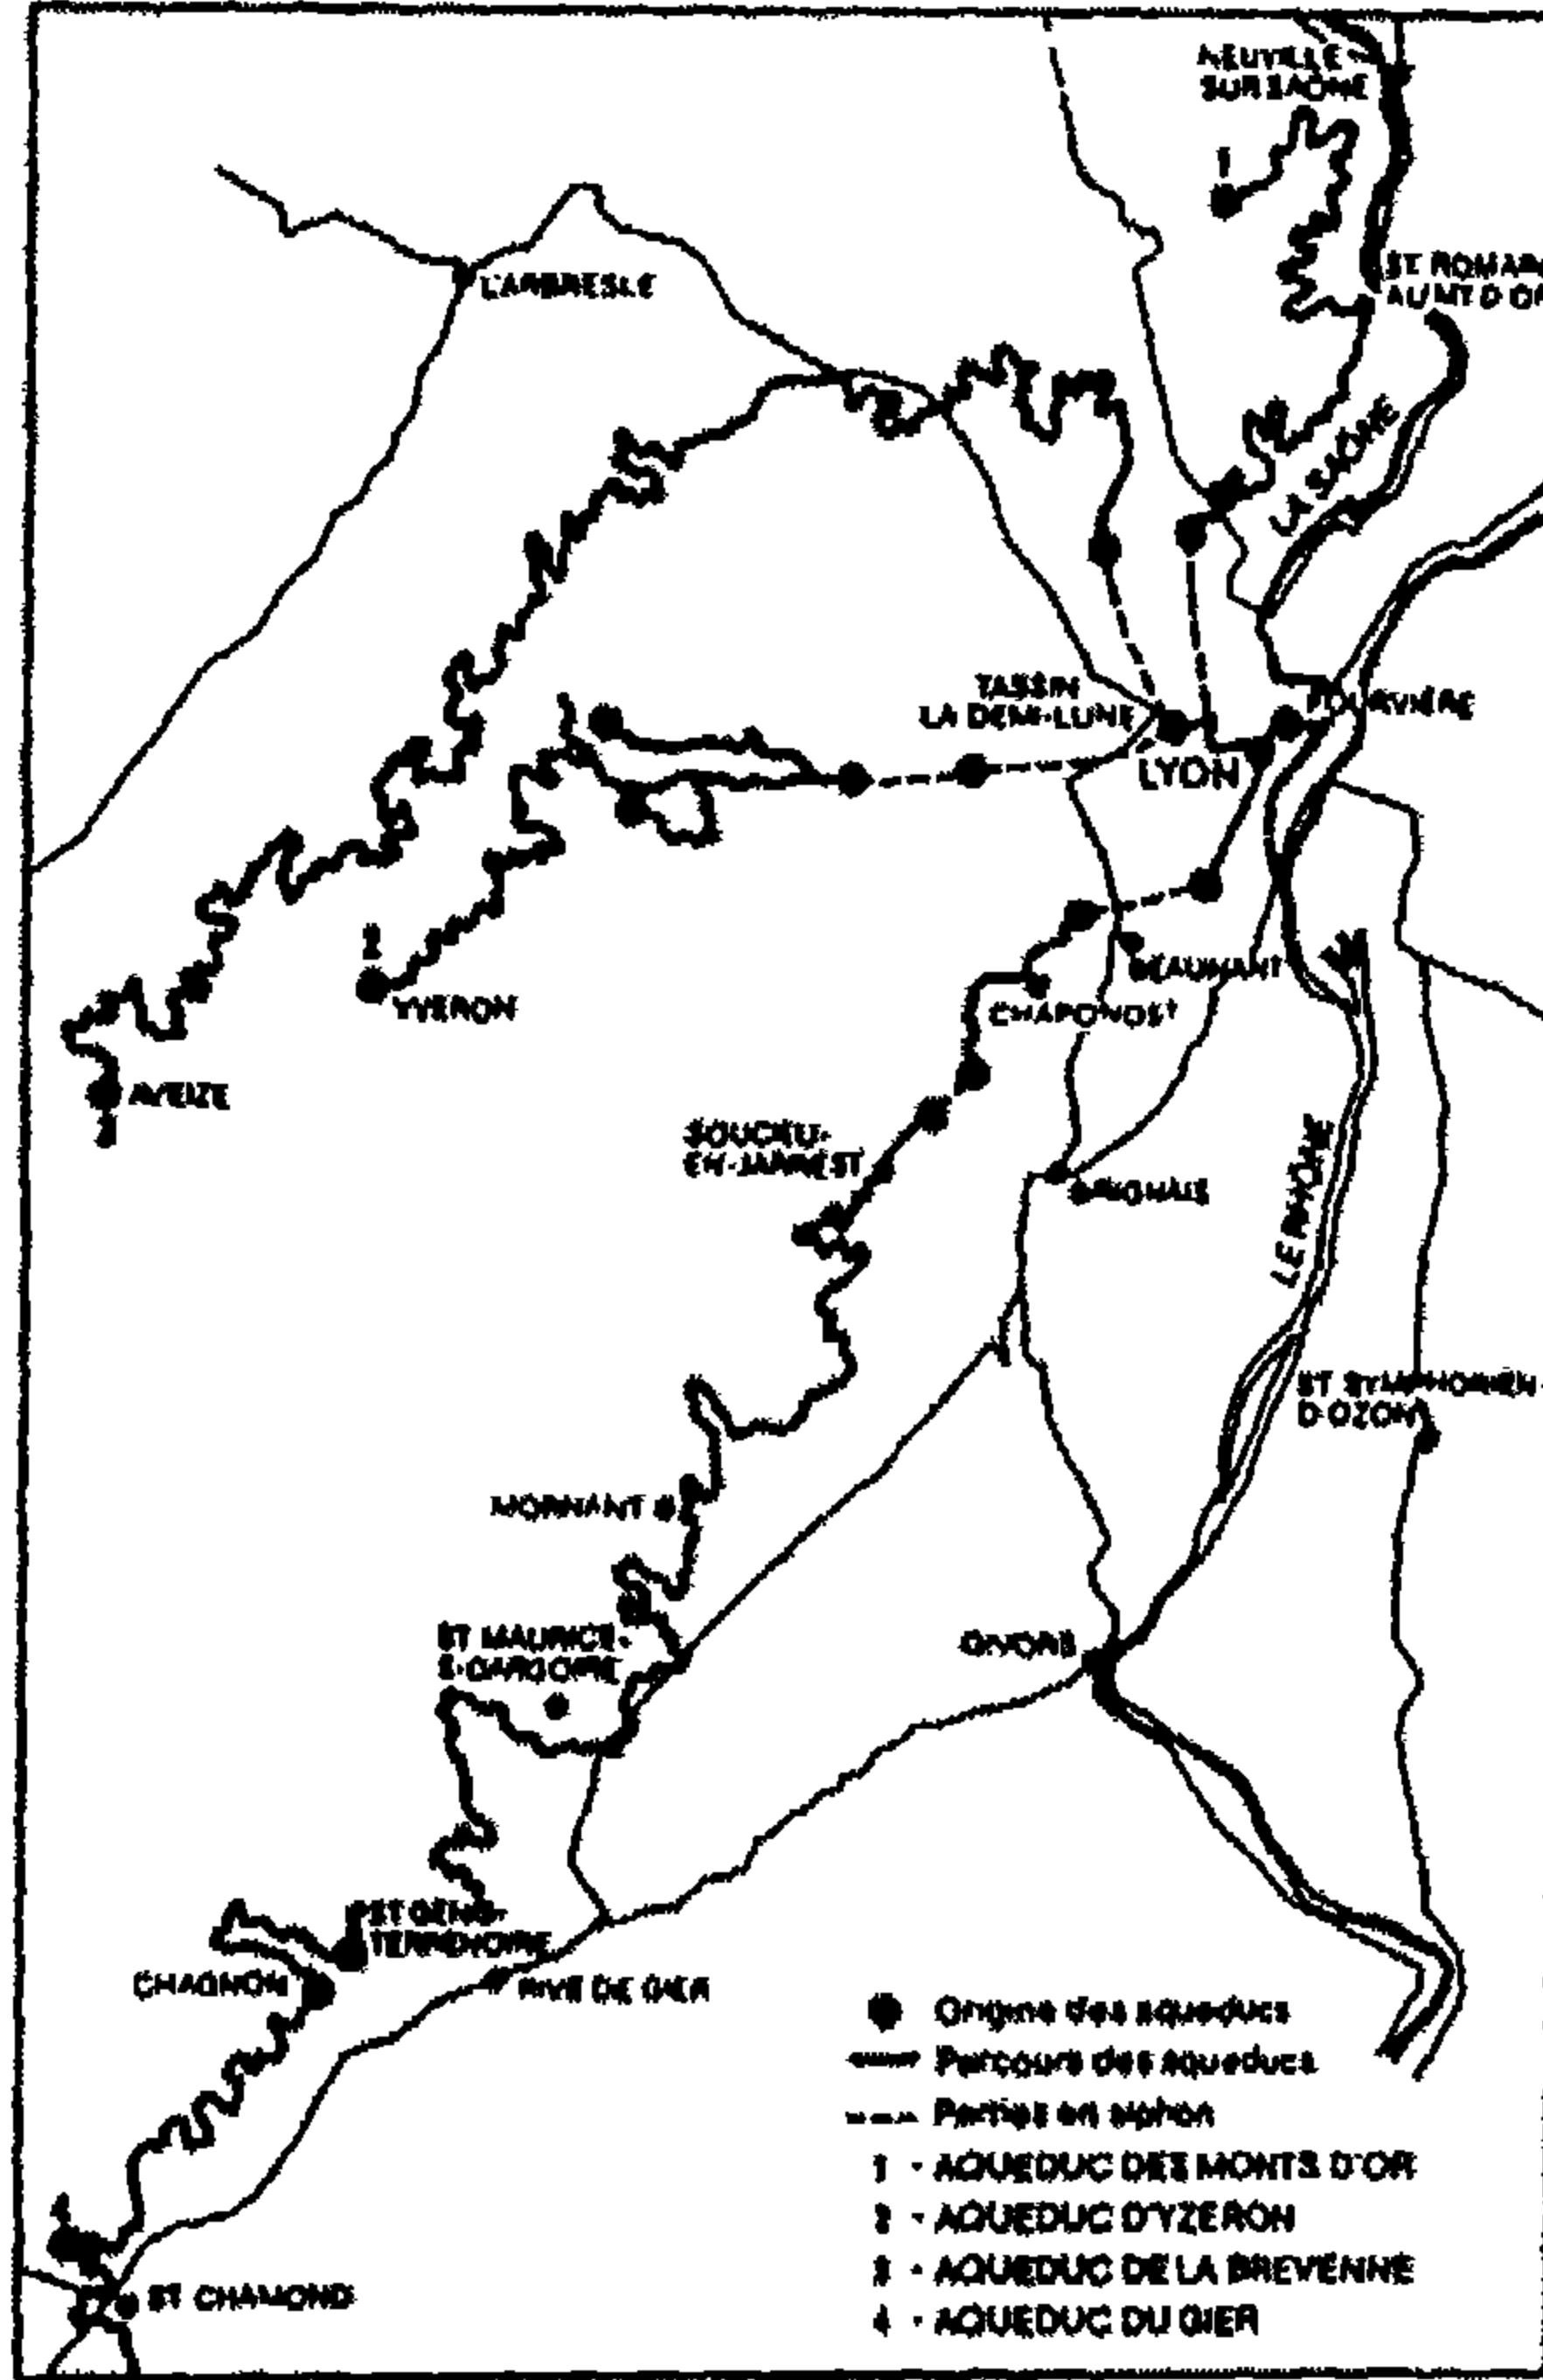 NEUVILLE
SUR SAONE
1
ST ROMAIN
AU MT D'OR
L'ARBRESLE
LA SAONE
TASSIN
LA DEMI-LUNE
FOURVIERE
LYON
2
YVERON
BEAUNANT
CHAPONOST
AVEIZE
SOUCIEU-
EN-JARREST
BRIGNAIS
LE RHONE
ST SYMPHORIEN-
D'OZON
MORNANT
ST MAURICE-
S-DARGOIRE
GIVORS
ST GENIS-
TERRENOIRE
CHAGNON
RIVE DE GIER
Origine des aqueducs
Parcours des aqueducs
Parties en siphon
1 - AQUEDUC DES MONTS D'OR
2 - AQUEDUC D'YZERON
3 - AQUEDUC DE LA BREVENNE
4 - AQUEDUC DU GIER
4
ST CHAMOND